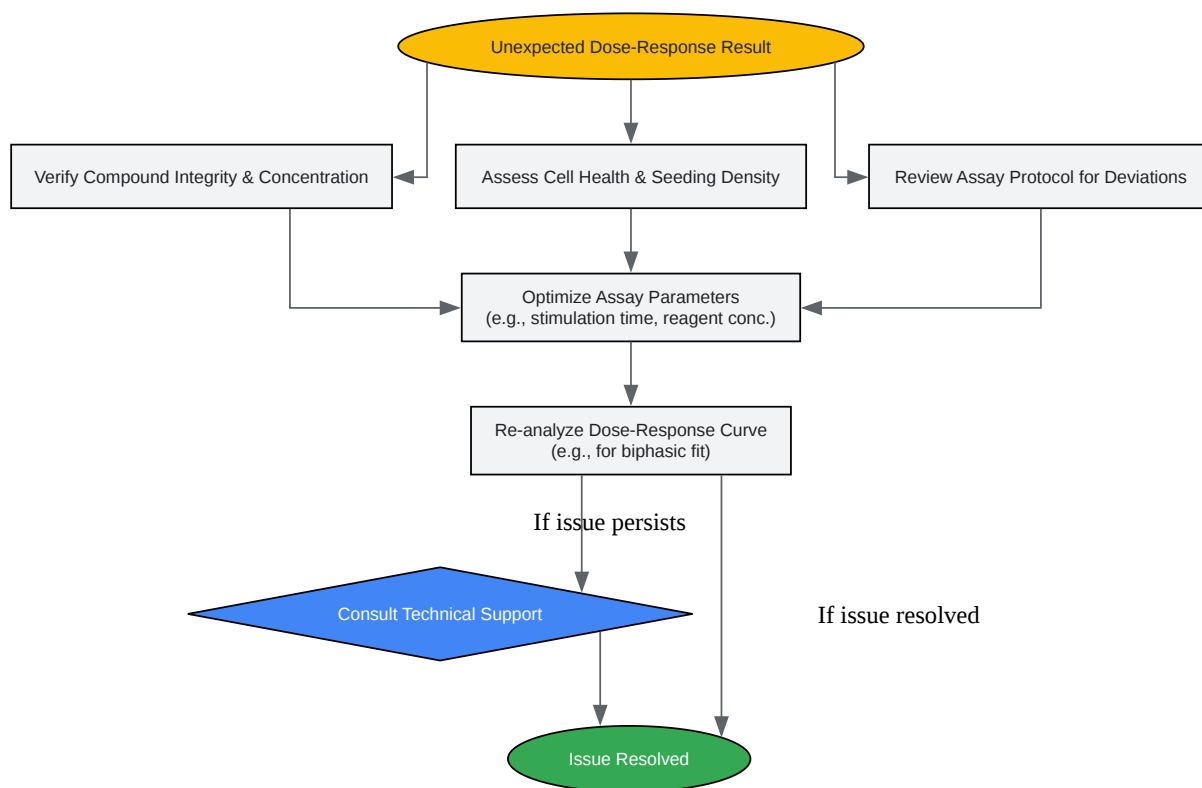 Unexpected Dose-Response Result
Verify Compound Integrity & Concentration
Assess Cell Health & Seeding Density
Review Assay Protocol for Deviations
Optimize Assay Parameters
(e.g., stimulation time, reagent conc.)
Re-analyze Dose-Response Curve
(e.g., for biphasic fit)
If issue persists
Consult Technical Support
If issue resolved
Issue Resolved